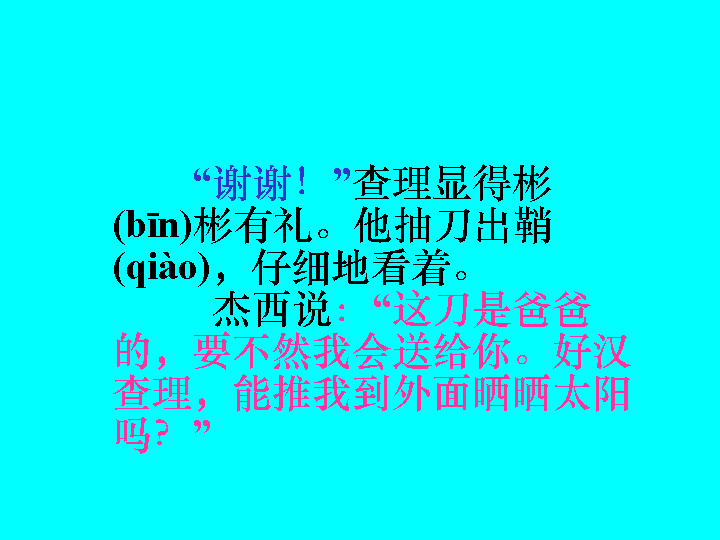 “谢谢！”查理显得彬
(bīn)彬有礼。他抽刀出鞘
(qiào)，仔细地看着。
杰西说：“这刀是爸爸
的，要不然我会送给你。好汉
查理，能推我到外面晒晒太阳
吗？”